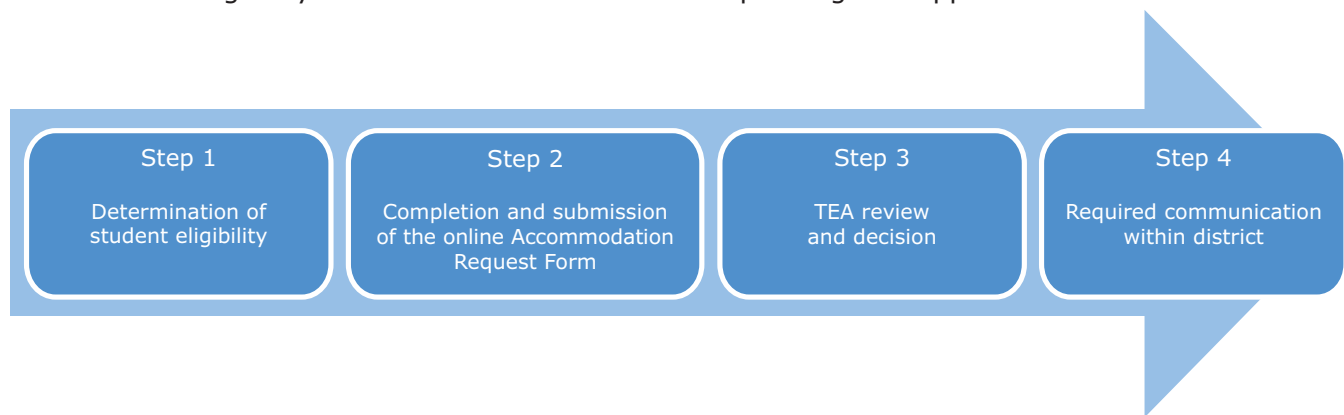 Step 1
Determination of
student eligibility
Step 2
Completion and submission
of the online Accommodation
Request Form
Step 3
TEA review
and decision
Step 4
Required communication
within district